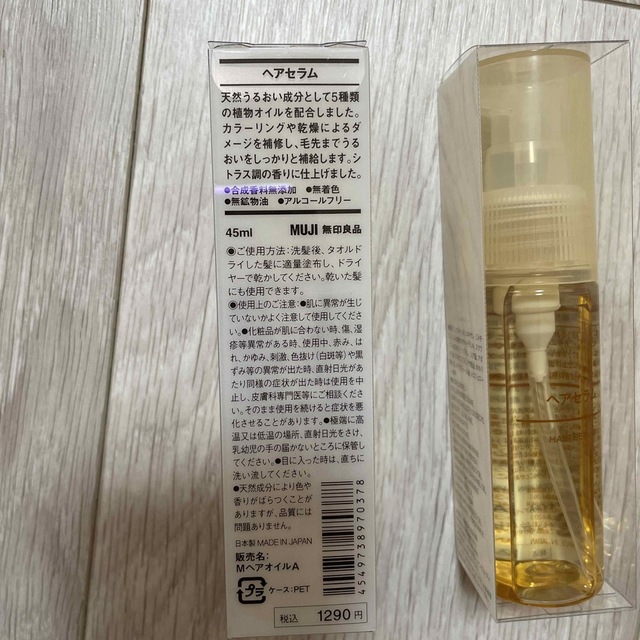 ヘアセラム
天然うるおい成分として5種類
の植物オイルを配合しました。
カラーリングや乾燥によるダ
メージを補修し、毛先までうる
おいをしっかりと補給します。シ
トラス調の香りに仕上げました。
●合成香料無添加 ●無着色
●無鉱物油 ●アルコールフリー
45ml MUJI 無印良品
●ご使用方法：洗髪後、タオルド
ライした髪に適量塗布し、ドライ
ヤーで乾かしてください。乾いた髪
にも使用できます。
●使用上のご注意：●肌に異常が生じ
ていないかよく注意して使用してくださ
い。●化粧品が肌に合わない時、傷、湿
疹等異常がある時、使用中、赤み、は
れ、かゆみ、刺激、色抜け(白斑等)や黒
ずみ等の異常が出た時、直射日光があ
たり同様の症状が出た時は使用を中
止し、皮膚科専門医等にご相談くださ
い。そのまま使用を続けると症状を悪
化させることがあります。●極端に高
温又は低温の場所、直射日光をさけ、
乳幼児の手の届かないところに保管し
てください。●目に入った時は、直ちに
洗い流してください。
●天然成分により色や
香りがばらつくことが
ありますが、品質には
問題ありません。
日本製 MADE IN JAPAN
販売名：
MヘアオイルA
プラ ケース：PET
税込 1290円
4549738970378
ヘアセラム